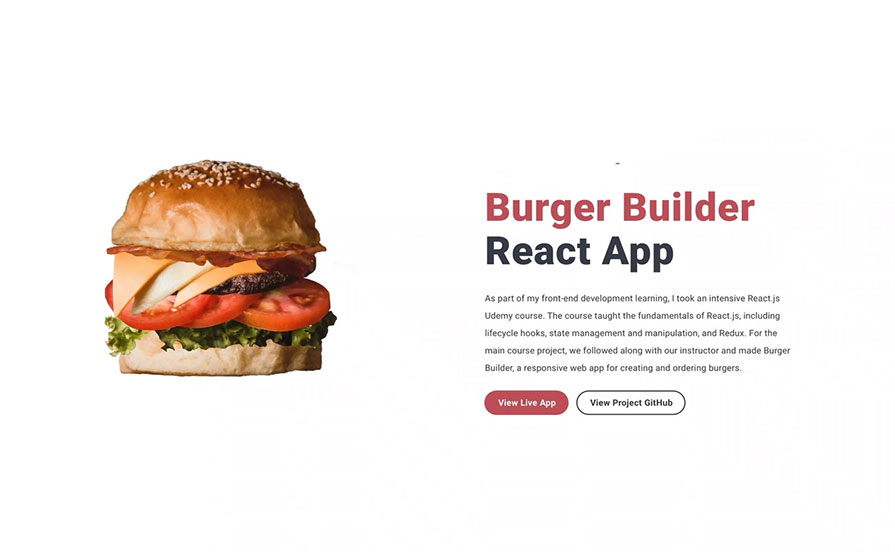 Burger Builder
React App
As part of my front-end development learning, I took an intensive React.js
Udemy course. The course taught the fundamentals of React.js, including
lifecycle hooks, state management and manipulation, and Redux. For the
main course project, we followed along with our instructor and made Burger
Builder, a responsive web app for creating and ordering burgers.
View Live App
View Project GitHub